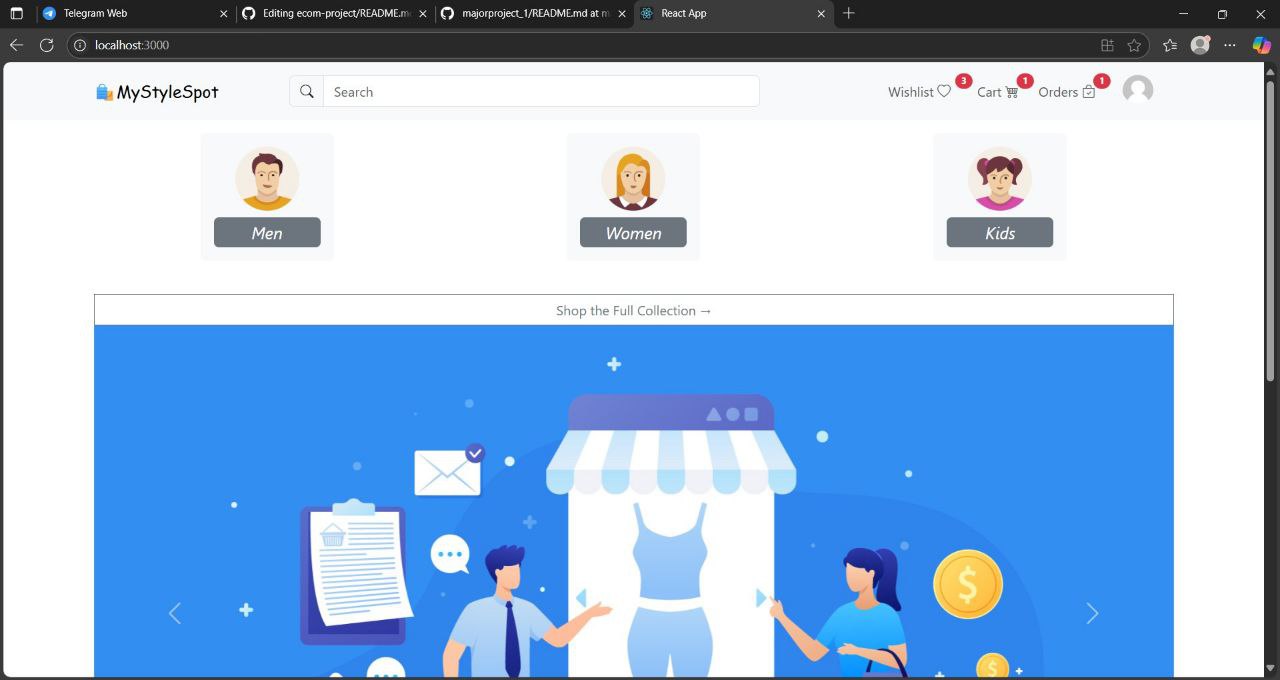 Telegram Web
Editing ecom-project/README.m
majorproject_1/README.md at m
React App
localhost:3000
MyStyleSpot
Search
Wishlist 3
Cart 1
Orders 1
Men
Women
Kids
Shop the Full Collection →
$
$